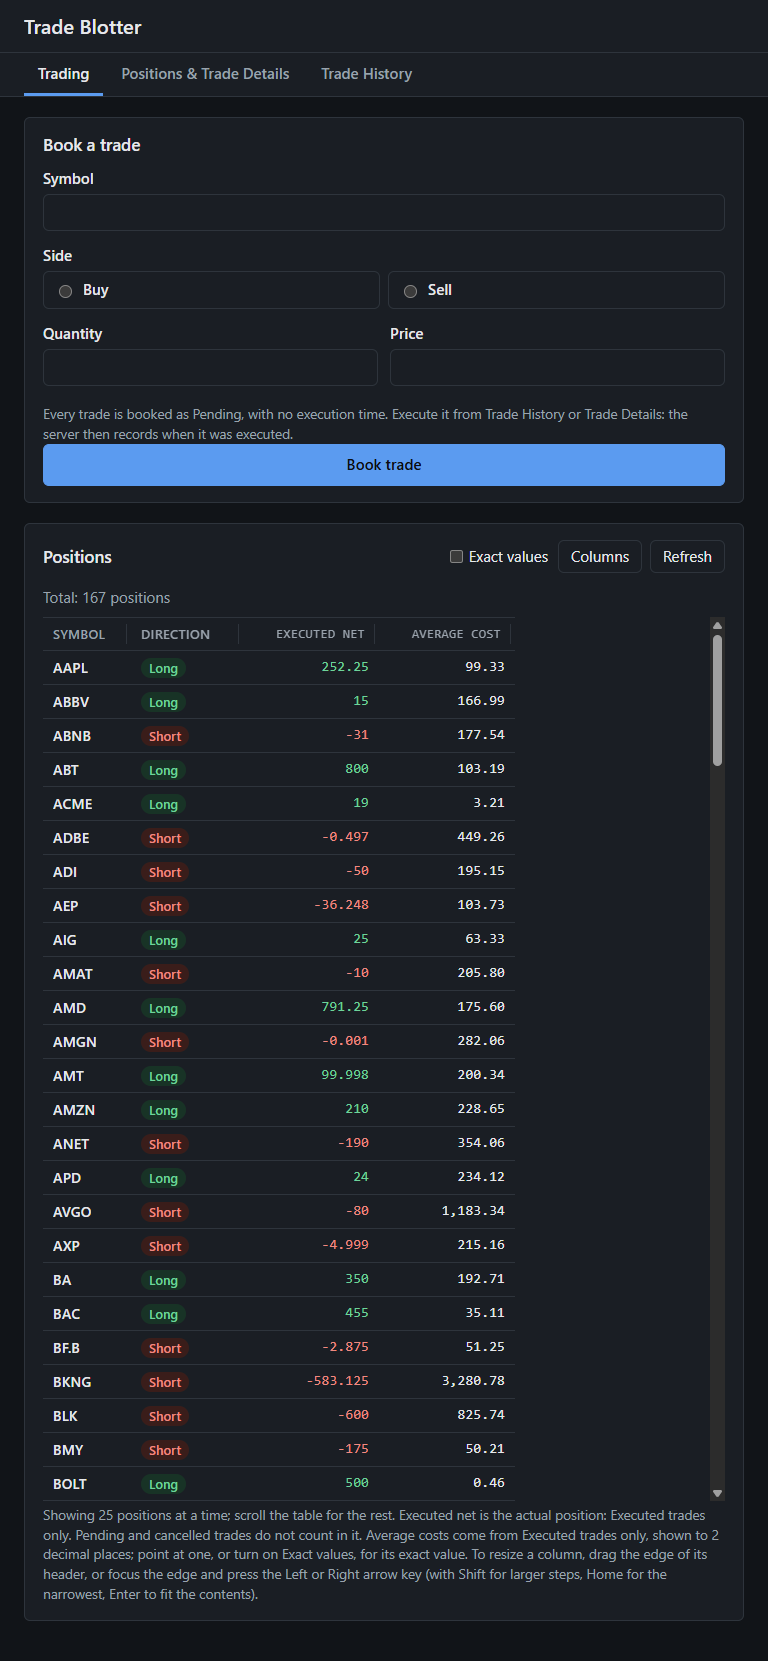 Trade Blotter
Trading Positions & Trade Details Trade History
Book a trade
Symbol
Side
Buy Sell
Quantity Price
Every trade is booked as Pending, with no execution time. Execute it from Trade History or Trade Details: the
server then records when it was executed.
Book trade
Positions Exact values Columns Refresh
Total: 167 positions
SYMBOL DIRECTION EXECUTED NET AVERAGE COST
AAPL Long 252.25 99.33
ABBV Long 15 166.99
ABNB Short -31 177.54
ABT Long 800 103.19
ACME Long 19 3.21
ADBE Short -0.497 449.26
ADI Short -50 195.15
AEP Short -36.248 103.73
AIG Long 25 63.33
AMAT Short -10 205.80
AMD Long 791.25 175.60
AMGN Short -0.001 282.06
AMT Long 99.998 200.34
AMZN Long 210 228.65
ANET Short -190 354.06
APD Long 24 234.12
AVGO Short -80 1,183.34
AXP Short -4.999 215.16
BA Long 350 192.71
BAC Long 455 35.11
BF.B Short -2.875 51.25
BKNG Short -583.125 3,280.78
BLK Short -600 825.74
BMY Short -175 50.21
BOLT Long 500 0.46
Showing 25 positions at a time; scroll the table for the rest. Executed net is the actual position: Executed trades
only. Pending and cancelled trades do not count in it. Average costs come from Executed trades only, shown to 2
decimal places; point at one, or turn on Exact values, for its exact value. To resize a column, drag the edge of its
header, or focus the edge and press the Left or Right arrow key (with Shift for larger steps, Home for the
narrowest, Enter to fit the contents).